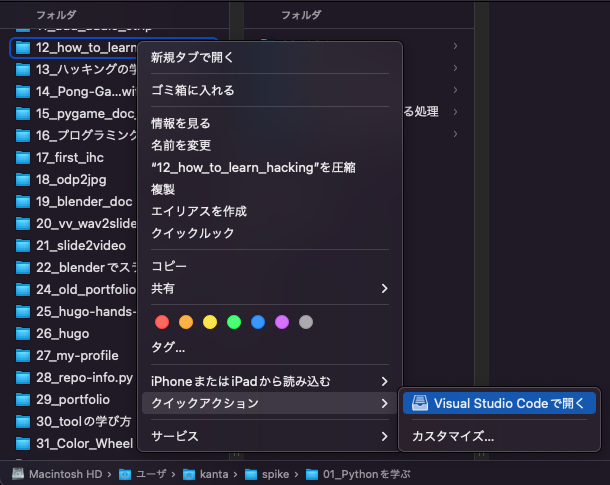 フォルダ
フォルダ
12_how_to_learn
13_ハッキングの学
14_Pong-Ga...wi
15_pygame_doc_
16_プログラミング
17_first_ihc
18_odp2jpg
19_blender_doc
20_vv_wav2slide
21_slide2video
22_blenderでス
24_old_portfolio
25_hugo-hands-
26_hugo
27_my-profile
28_repo-info.py
29_portfolio
30_toolの学び方
31_Color_Wheel
新規タブで開く
ゴミ箱に入れる
情報を見る
名前を変更
“12_how_to_learn_hacking”を圧縮
複製
エイリアスを作成
クイックルック
コピー
共有
タグ...
iPhoneまたはiPadから読み込む
クイックアクション
サービス
る処理
Visual Studio Codeで開く
カスタマイズ...
Macintosh HD › ユーザ › kanta › spike › 01_Pythonを学ぶ